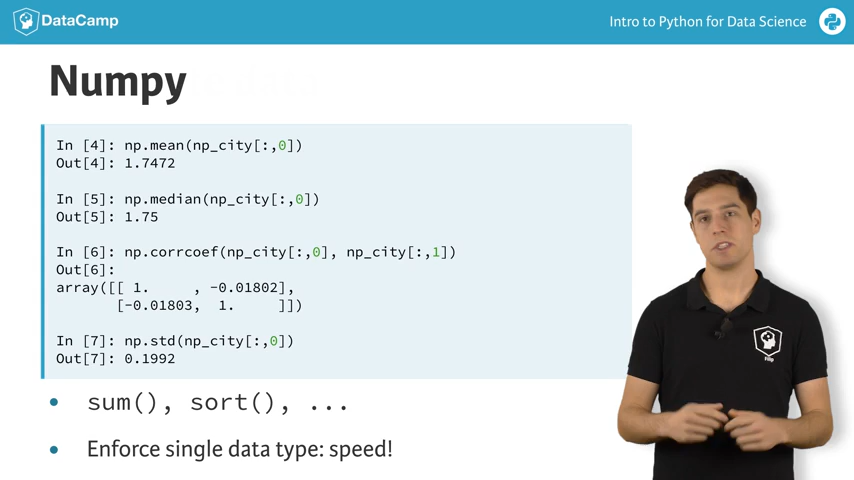 DataCamp
Intro to Python for Data Science
Numpy
In [4]: np.mean(np_city[:,0])
Out[4]: 1.7472
In [5]: np.median(np_city[:,0])
Out[5]: 1.75
In [6]: np.corrcoef(np_city[:,0], np_city[:,1])
Out[6]:
array([[ 1.     , -0.01802],
       [-0.01803,  1.     ]])
In [7]: np.std(np_city[:,0])
Out[7]: 0.1992
• sum(), sort(), ...
• Enforce single data type: speed!
Filip